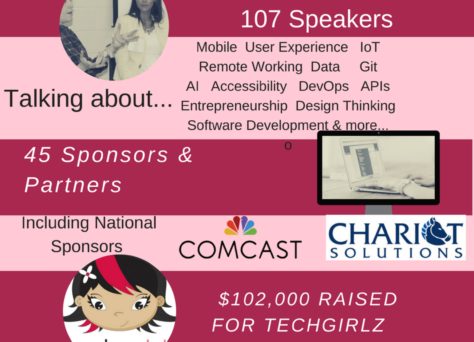 107 Speakers
Mobile User Experience IoT
Remote Working Data Git
AI Accessibility DevOps APIs
Talking about...
Entrepreneurship Design Thinking
Software Development & more...
o
45 Sponsors &
Partners
Including National
Sponsors
COMCAST
CHARIOT
SOLUTIONS
$102,000 RAISED
FOR TECHGIRLZ